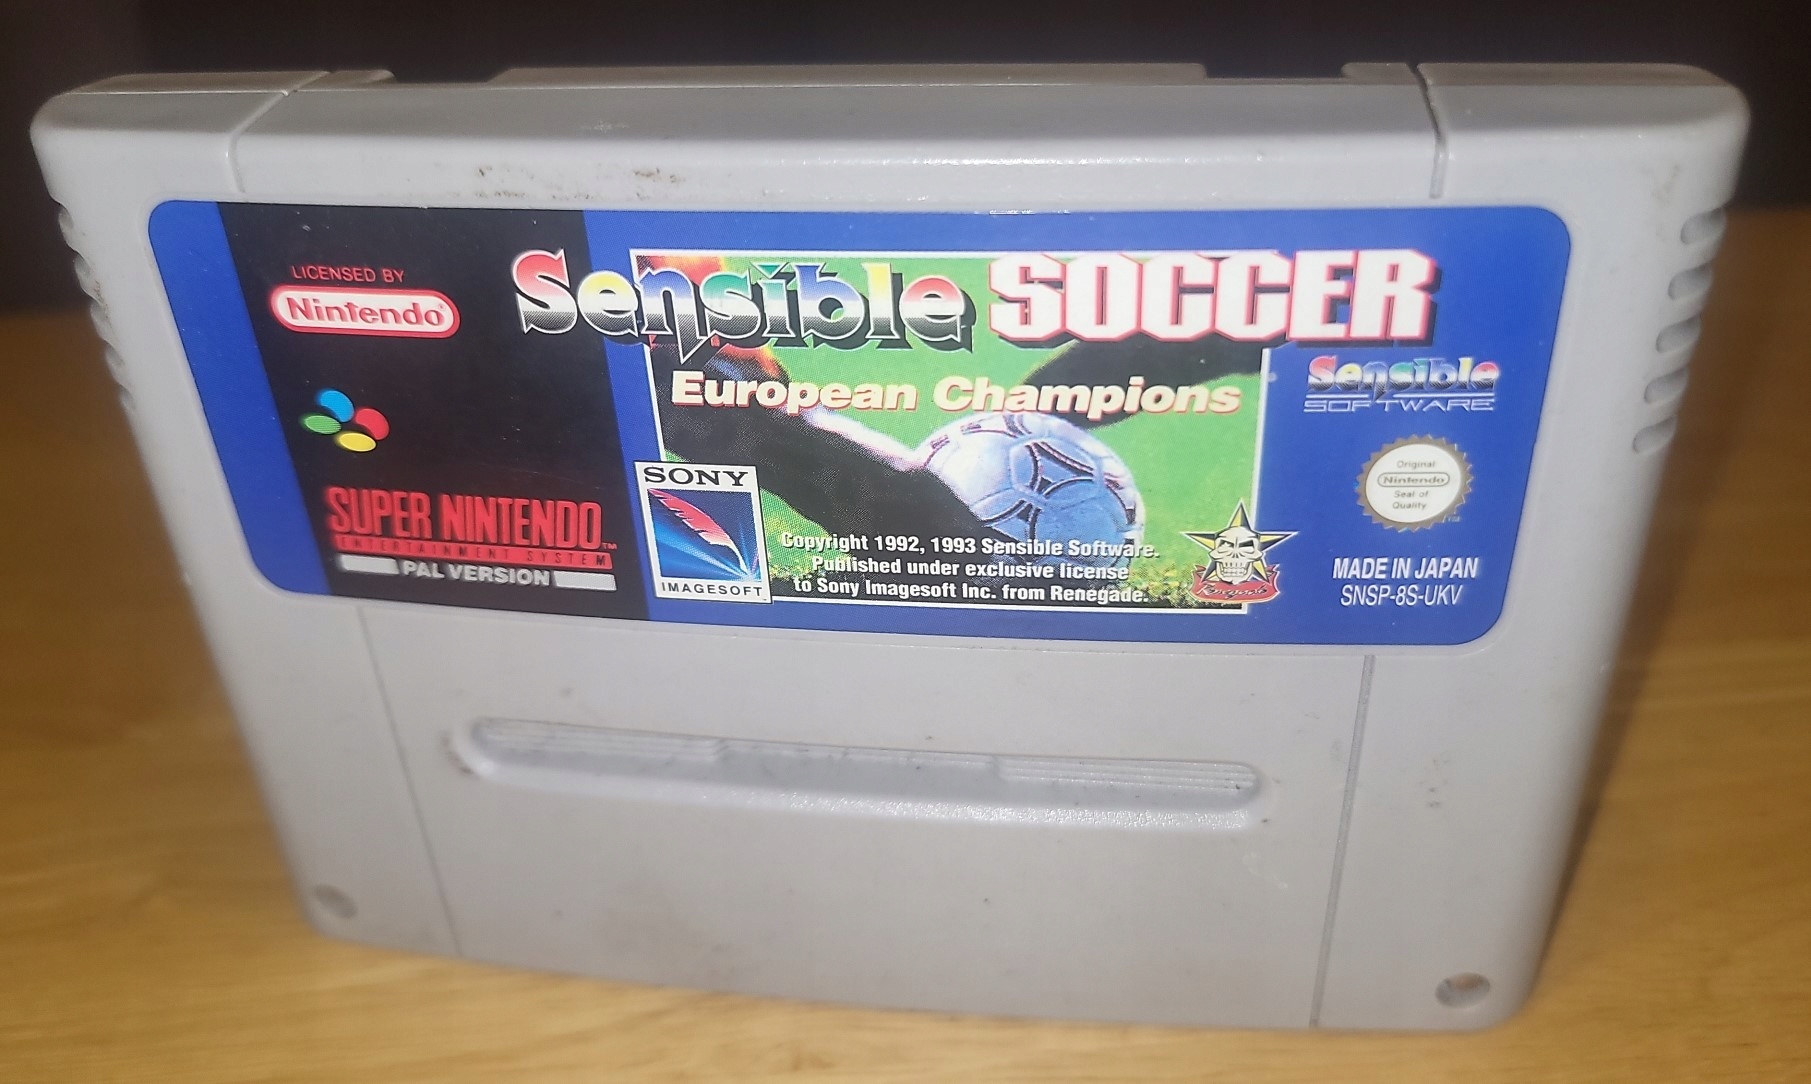 LICENSED BY
Nintendo®
SUPER NINTENDO™
ENTERTAINMENT SYSTEM
PAL VERSION
Sensible SOCCER
European Champions
SONY
IMAGESOFT
Copyright 1992, 1993 Sensible Software.
Published under exclusive license
to Sony Imagesoft Inc. from Renegade.
Renegade
Sensible
SOFTWARE
Original
Nintendo
Seal of
Quality
MADE IN JAPAN
SNSP-8S-UKV